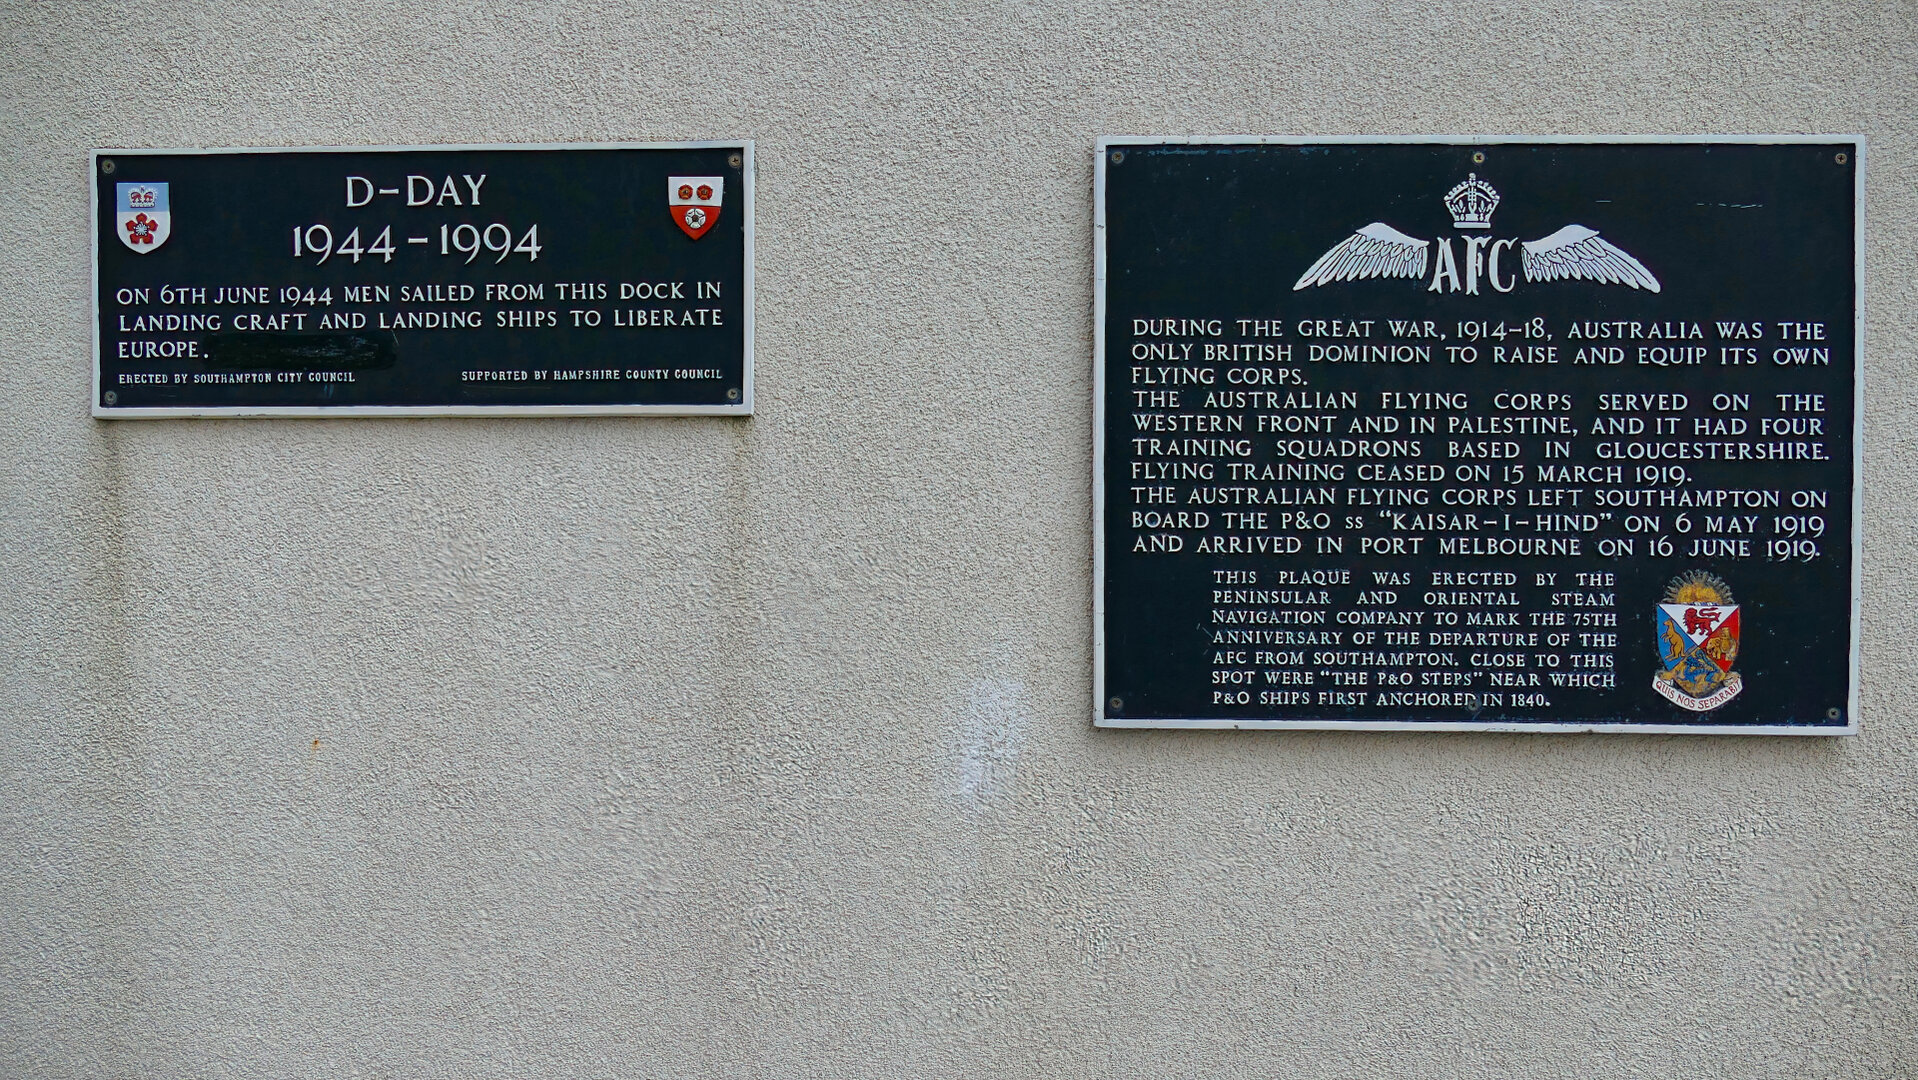 D-DAY
1944-1994
ON 6TH JUNE 1944 MEN SAILED FROM THIS DOCK IN
LANDING CRAFT AND LANDING SHIPS TO LIBERATE
EUROPE.
ERECTED BY SOUTHAMPTON CITY COUNCIL
SUPPORTED BY HAMPSHIRE COUNTY COUNCIL
AFC
DURING THE GREAT WAR, 1914-18, AUSTRALIA WAS THE
ONLY BRITISH DOMINION TO RAISE AND EQUIP ITS OWN
FLYING CORPS.
THE AUSTRALIAN FLYING CORPS SERVED ON THE
WESTERN FRONT AND IN PALESTINE, AND IT HAD FOUR
TRAINING SQUADRONS BASED IN GLOUCESTERSHIRE.
FLYING TRAINING CEASED ON 15 MARCH 1919.
THE AUSTRALIAN FLYING CORPS LEFT SOUTHAMPTON ON
BOARD THE P&O SS "KAISAR-I-HIND" ON 6 MAY 1919
AND ARRIVED IN PORT MELBOURNE ON 16 JUNE 1919.
THIS PLAQUE WAS ERECTED BY THE
PENINSULAR AND ORIENTAL STEAM
NAVIGATION COMPANY TO MARK THE 75TH
ANNIVERSARY OF THE DEPARTURE OF THE
AFC FROM SOUTHAMPTON. CLOSE TO THIS
SPOT WERE "THE P&O STEPS" NEAR WHICH
P&O SHIPS FIRST ANCHORED IN 1840.
QUIS NOS SEPARABIT